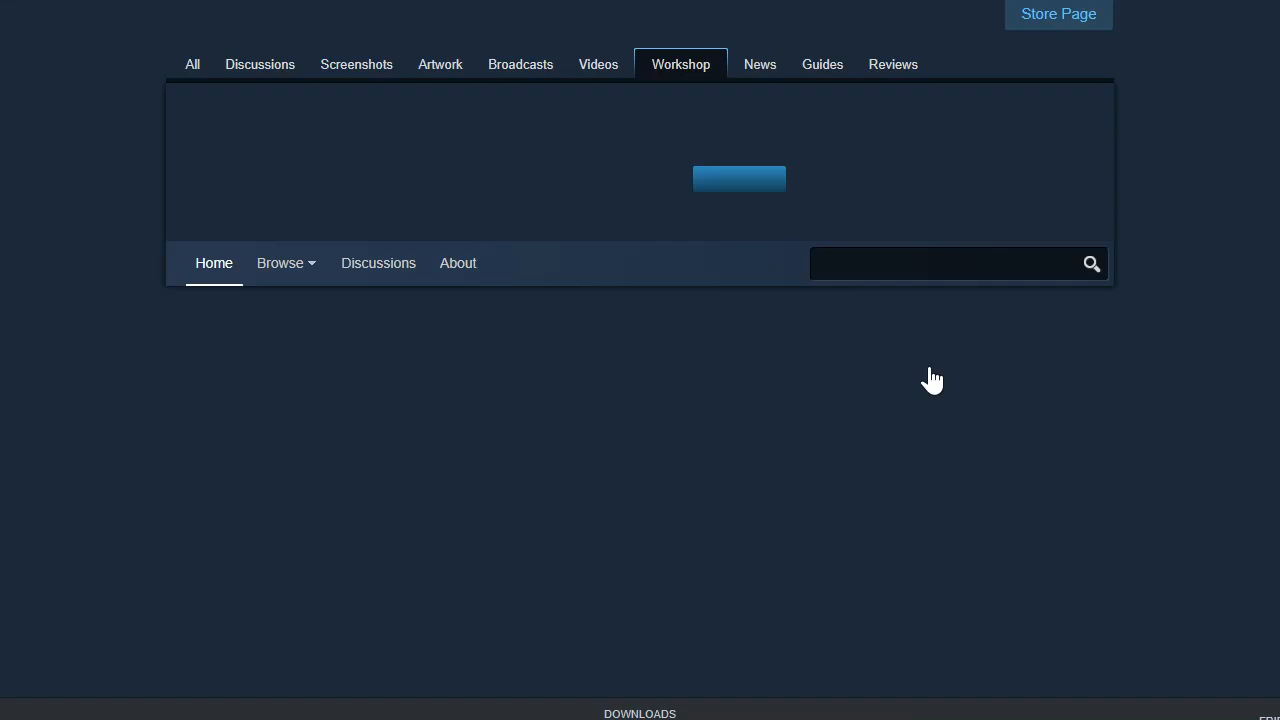 Store Page
All Discussions Screenshots Artwork Broadcasts Videos Workshop News Guides Reviews
Home Browse Discussions About
DOWNLOADS